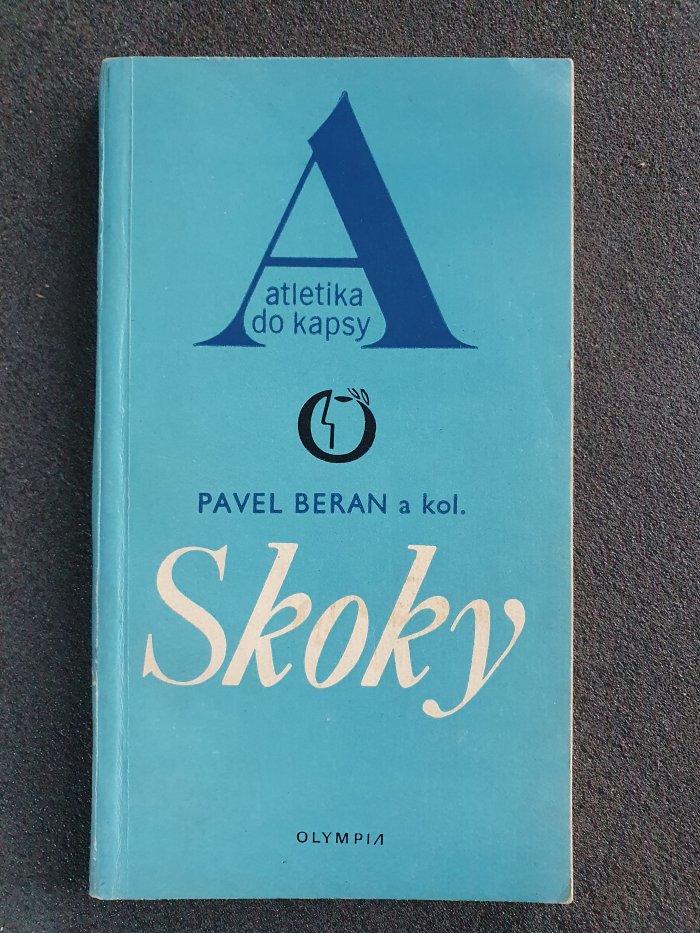 A
atletika
do kapsy
PAVEL BERAN a kol.
Skoky
OLYMPIA